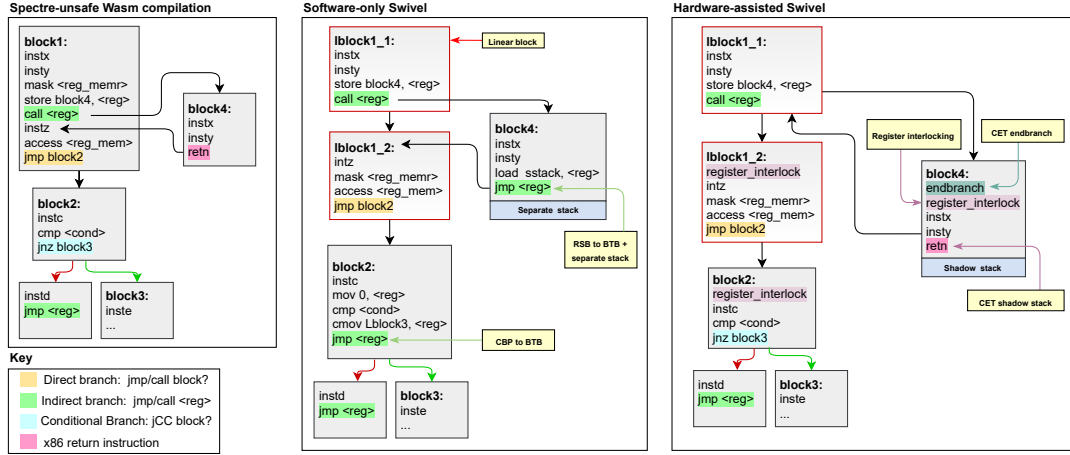 Spectre-unsafe Wasm compilation
block1:
instx
insty
mask <reg_memr>
store block4, <reg>
call <reg>
instz
access <reg_mem>
jmp block2
block4:
instx
insty
retn
block2:
instc
cmp <cond>
jnz block3
instd
jmp <reg>
block3:
inste
...
Key
Direct branch: jmp/call block?
Indirect branch: jmp/call <reg>
Conditional Branch: jCC block?
x86 return instruction
Software-only Swivel
lblock1_1:
instx
insty
store block4, <reg>
call <reg>
Linear block
block4:
instx
insty
load sstack, <reg>
jmp <reg>
Separate stack
lblock1_2:
intz
mask <reg_memr>
access <reg_mem>
jmp block2
RSB to BTB +
separate stack
block2:
instc
mov 0, <reg>
cmp <cond>
cmov Lblock3, <reg>
jmp <reg>
CBP to BTB
instd
jmp <reg>
block3:
inste
...
Hardware-assisted Swivel
lblock1_1:
instx
insty
store block4, <reg>
call <reg>
Register interlocking
CET endbranch
lblock1_2:
register_interlock
intz
mask <reg_memr>
access <reg_mem>
jmp block2
block4:
endbranch
register_interlock
instx
insty
retn
Shadow stack
CET shadow stack
block2:
register_interlock
instc
cmp <cond>
jnz block3
instd
jmp <reg>
block3:
inste
...